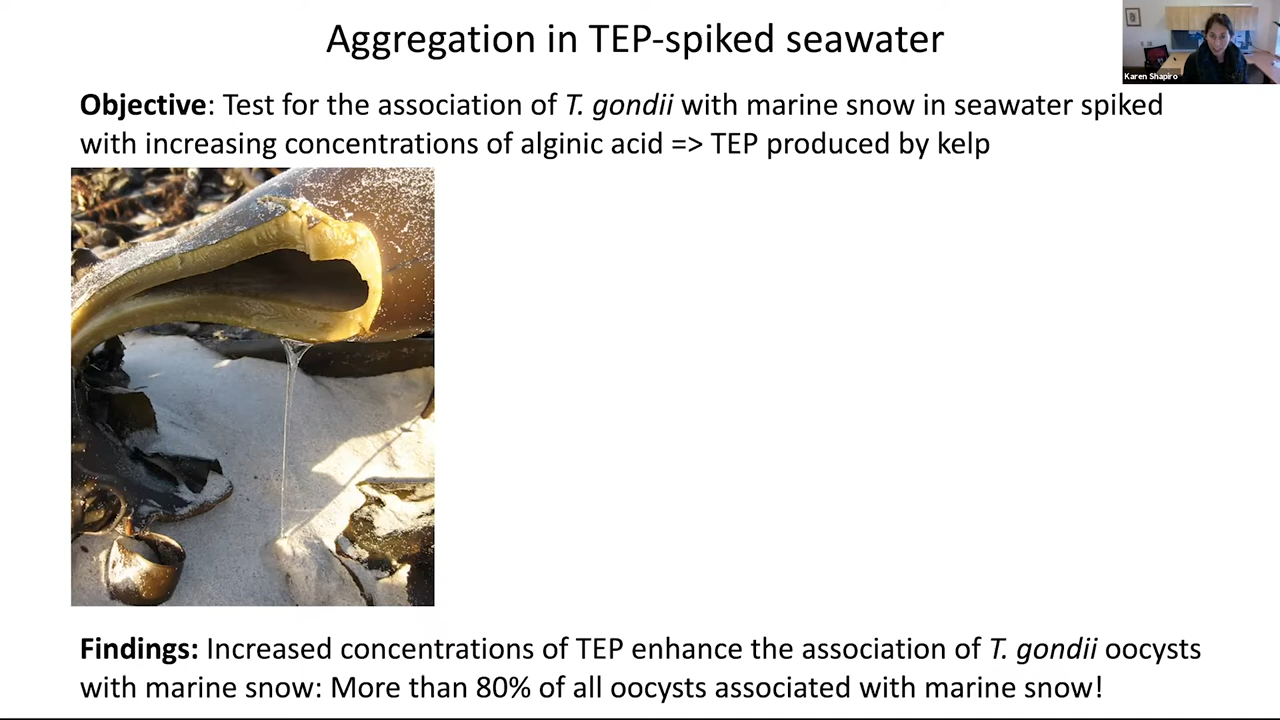 Aggregation in TEP-spiked seawater
Karen Shapiro
Objective: Test for the association of T. gondii with marine snow in seawater spiked
with increasing concentrations of alginic acid => TEP produced by kelp
Findings: Increased concentrations of TEP enhance the association of T. gondii oocysts
with marine snow: More than 80% of all oocysts associated with marine snow!